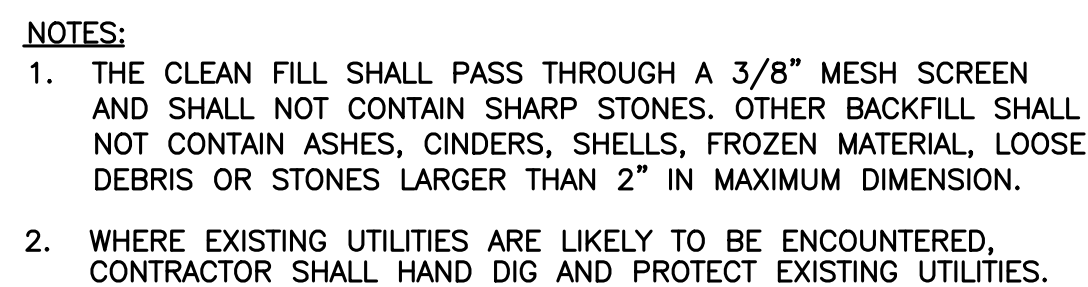 NOTES:
1. THE CLEAN FILL SHALL PASS THROUGH A 3/8" MESH SCREEN
AND SHALL NOT CONTAIN SHARP STONES. OTHER BACKFILL SHALL
NOT CONTAIN ASHES, CINDERS, SHELLS, FROZEN MATERIAL, LOOSE
DEBRIS OR STONES LARGER THAN 2" IN MAXIMUM DIMENSION.
2. WHERE EXISTING UTILITIES ARE LIKELY TO BE ENCOUNTERED,
CONTRACTOR SHALL HAND DIG AND PROTECT EXISTING UTILITIES.